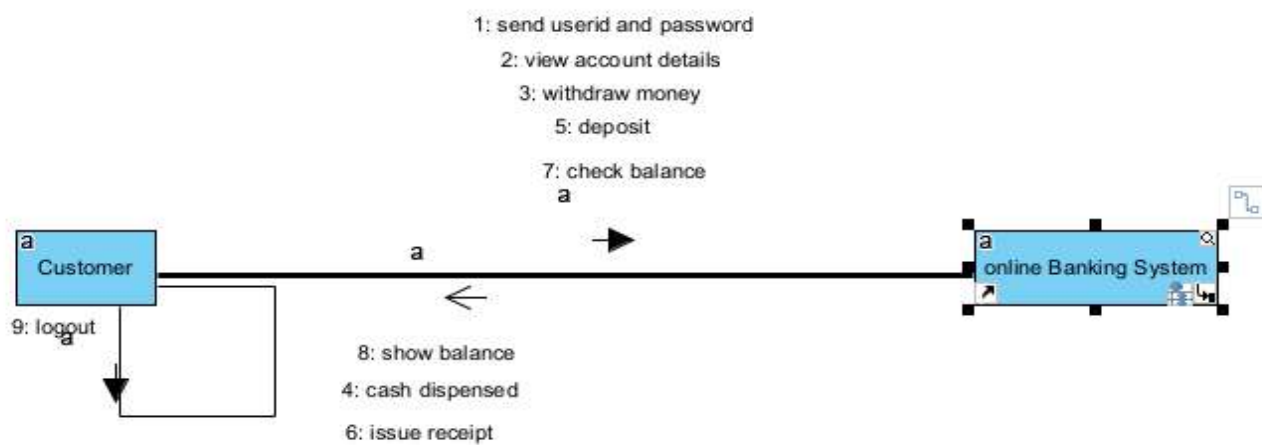 1: send userid and password
2: view account details
3: withdraw money
5: deposit
7: check balance
a
a
Customer
a
a
online Banking System
9: logout
a
8: show balance
4: cash dispensed
6: issue receipt